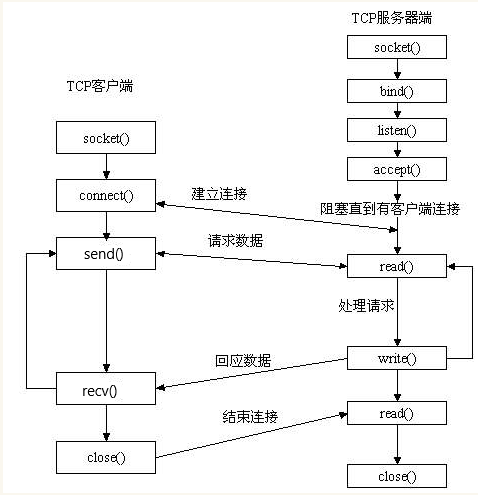 TCP服务器端
socket()
bind()
listen()
accept()
阻塞直到有客户端连接
read()
处理请求
write()
read()
close()
TCP客户端
socket()
connect()
send()
recv()
close()
建立连接
请求数据
回应数据
结束连接